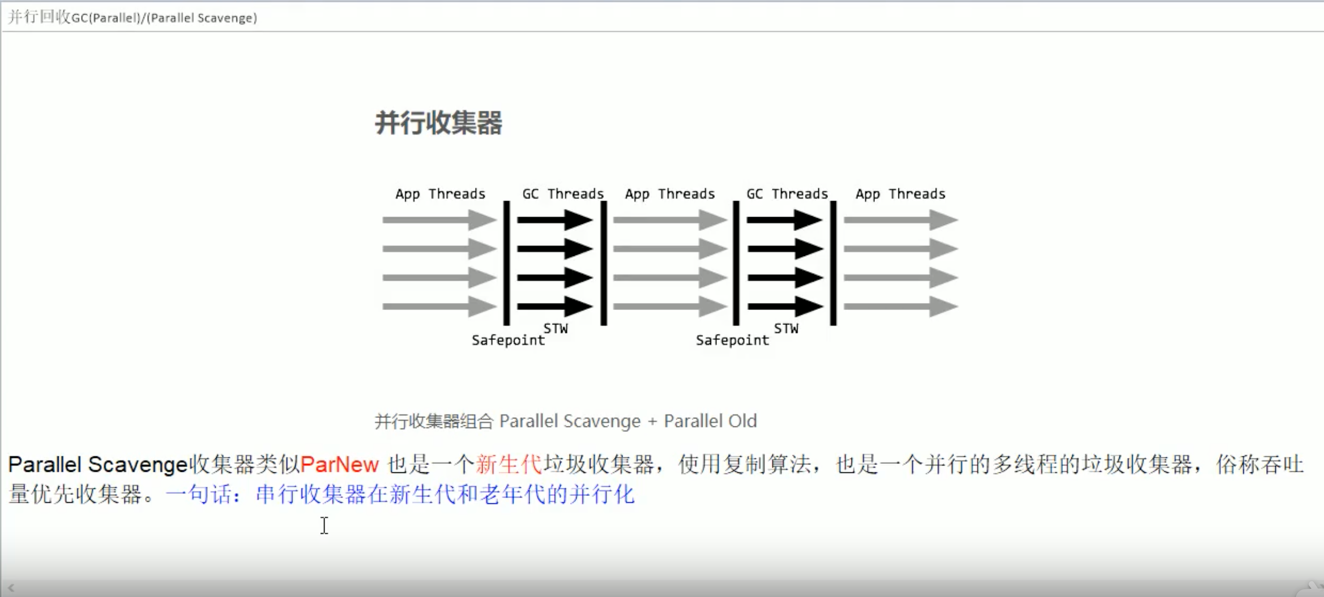 并行回收GC(Parallel)/(Parallel Scavenge)
并行收集器
App Threads GC Threads App Threads GC Threads App Threads
STW STW
Safepoint Safepoint
并行收集器组合 Parallel Scavenge + Parallel Old
Parallel Scavenge收集器类似ParNew 也是一个新生代垃圾收集器，使用复制算法，也是一个并行的多线程的垃圾收集器，俗称吞吐
量优先收集器。一句话：串行收集器在新生代和老年代的并行化